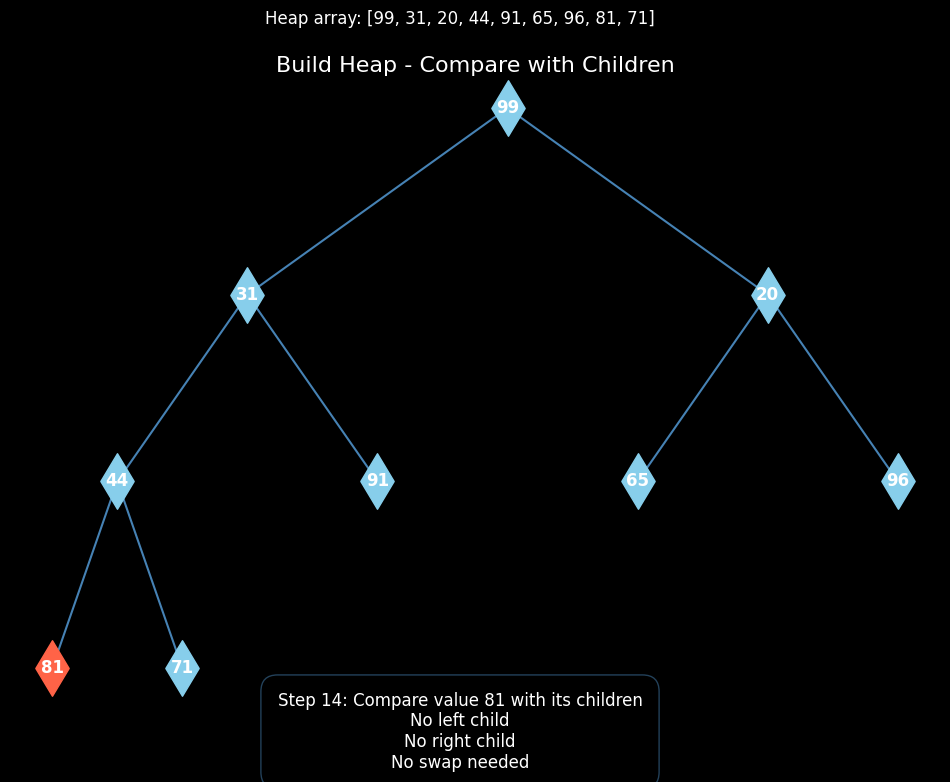 Heap array: [99, 31, 20, 44, 91, 65, 96, 81, 71]
Build Heap - Compare with Children
99
31
20
44
91
65
96
81
71
Step 14: Compare value 81 with its children
No left child
No right child
No swap needed